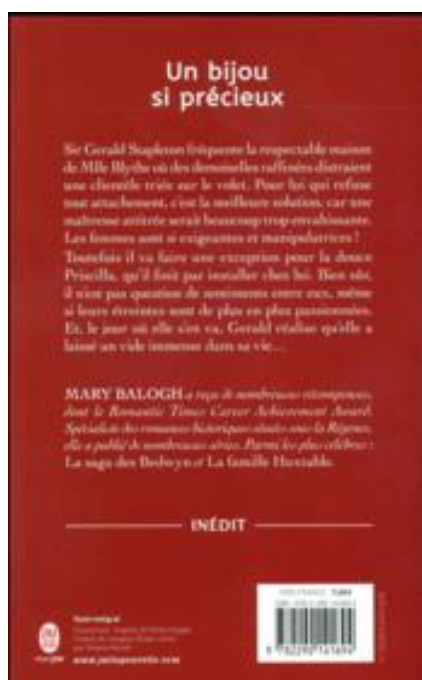 Un bijou
si précieux
Sir Gerald Stapleton fréquente la respectable maison
de Mlle Blythe où des demoiselles raffinées distraient
une clientèle triée sur le volet. Pour lui qui refuse
tout attachement, c'est la meilleure solution, car une
maîtresse attitrée serait beaucoup trop envahissante.
Les femmes sont si exigeantes et manipulatrices !
Toutefois il va faire une exception pour la douce
Priscilla, qu'il finit par installer chez lui. Bien sûr,
il n'est pas question de sentiments entre eux, même
si leurs étreintes sont de plus en plus passionnées.
Et, le jour où elle s'en va, Gerald réalise qu'elle a
laissé un vide immense dans sa vie…
MARY BALOGH a reçu de nombreuses récompenses,
dont le Romantic Times Career Achievement Award.
Spécialiste des romances historiques situées sous la Régence,
elle a publié de nombreuses séries. Parmi les plus célèbres :
La saga des Bedwyn et La famille Huxtable.
INÉDIT
Texte intégral
www.jailupourelle.com
9 782290 141694